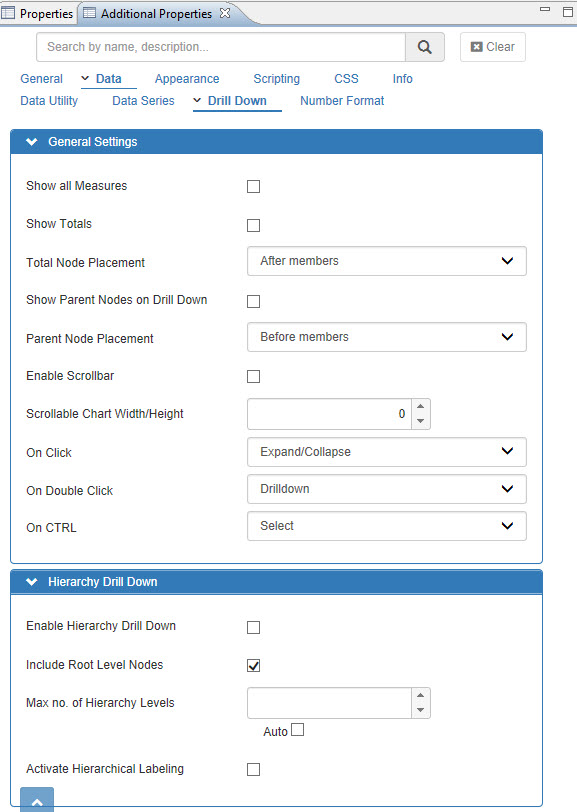 Properties Additional Properties
Search by name, description... Clear
General Data Appearance Scripting CSS Info
Data Utility Data Series Drill Down Number Format
General Settings
Show all Measures
Show Totals
Total Node Placement After members
Show Parent Nodes on Drill Down
Parent Node Placement Before members
Enable Scrollbar
Scrollable Chart Width/Height 0
On Click Expand/Collapse
On Double Click Drilldown
On CTRL Select
Hierarchy Drill Down
Enable Hierarchy Drill Down
Include Root Level Nodes
Max no. of Hierarchy Levels
Auto
Activate Hierarchical Labeling